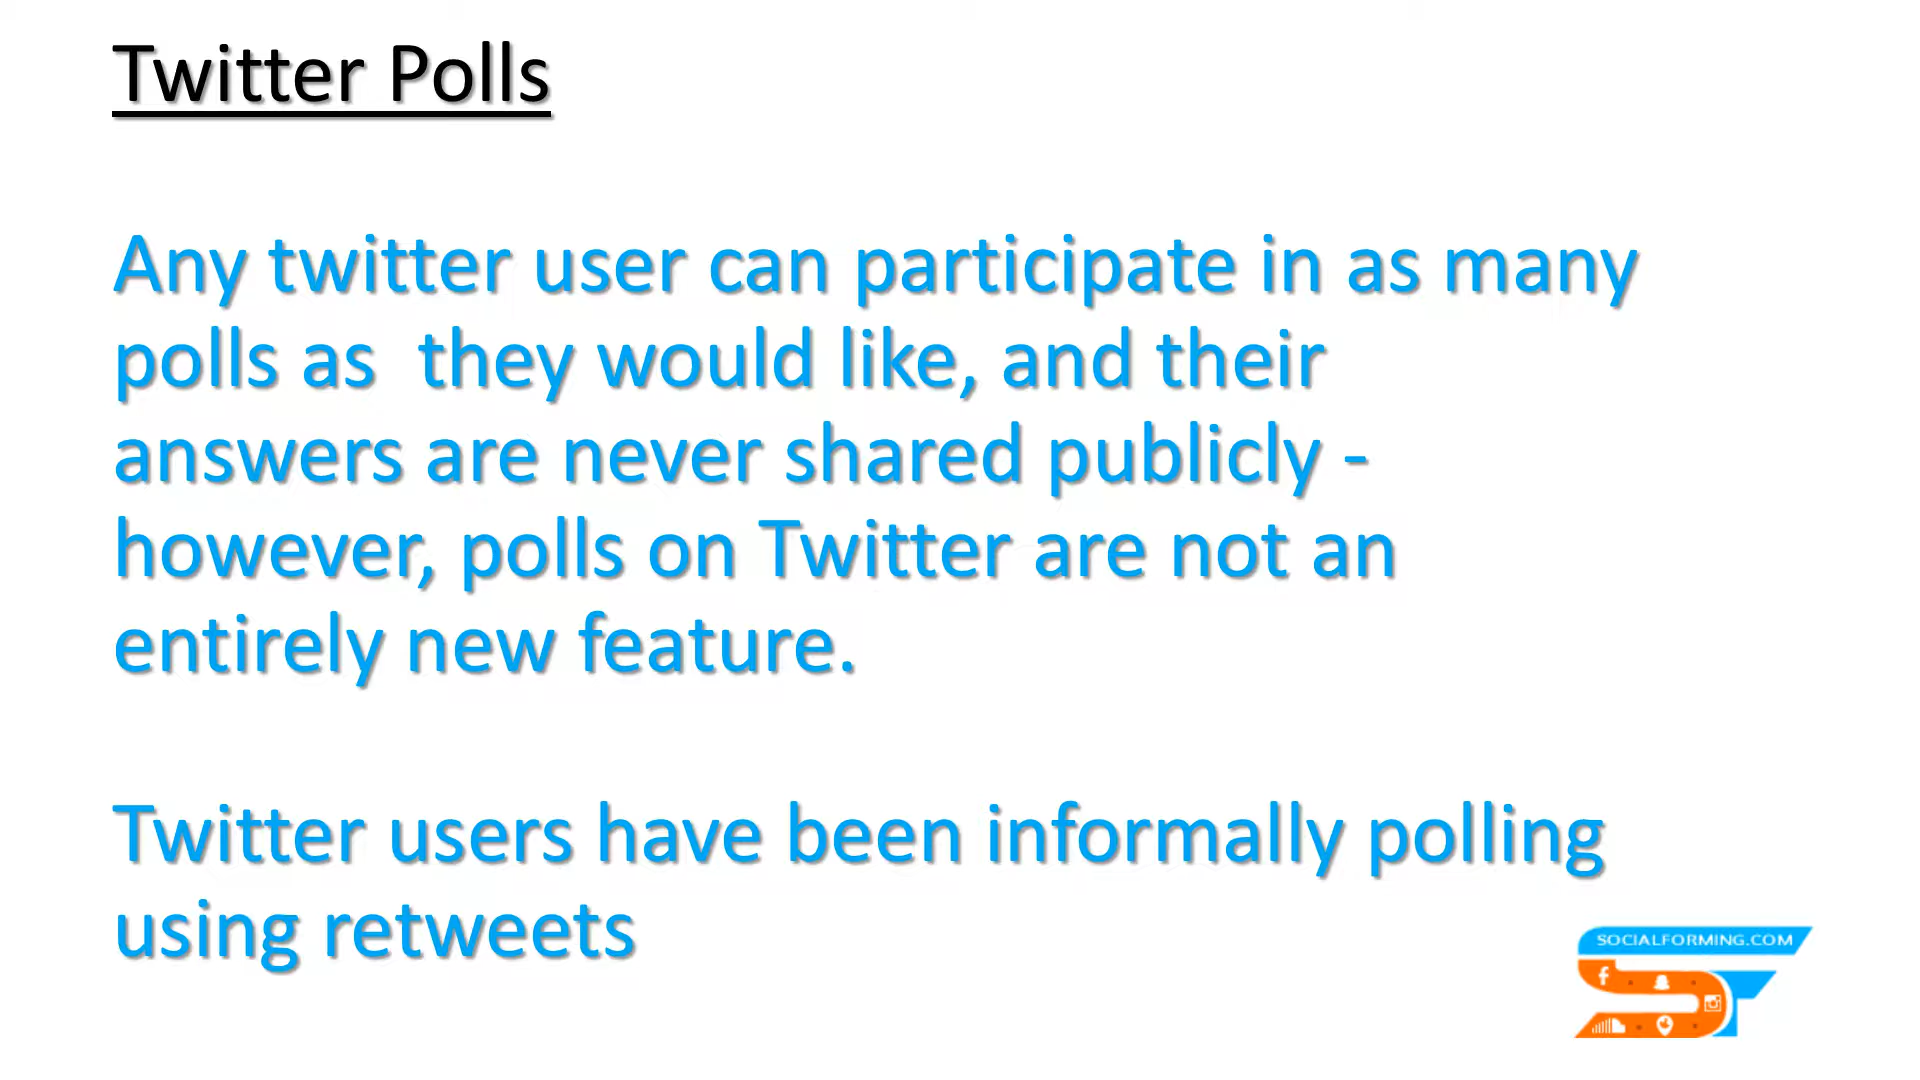 Twitter Polls
Any twitter user can participate in as many
polls as  they would like, and their
answers are never shared publicly -
however, polls on Twitter are not an
entirely new feature.
Twitter users have been informally polling
using retweets
SOCIALFORMING.COM